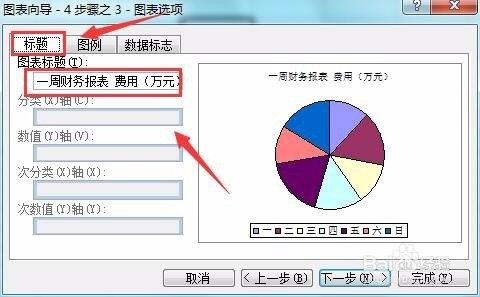 图表向导 - 4 步骤之 3 - 图表选项
标题 图例 数据标志
图表标题(T):
一周财务报表 费用（万元）
分类(X)轴(C):
数值(Y)轴(V):
次分类(X)轴(X):
次数值(Y)轴(Y):
一周财务报表 费用（万元）
一 二 三 四 五 六 日
取消 <上一步(B) 下一步(N)> 完成(F)
Baidu 经验